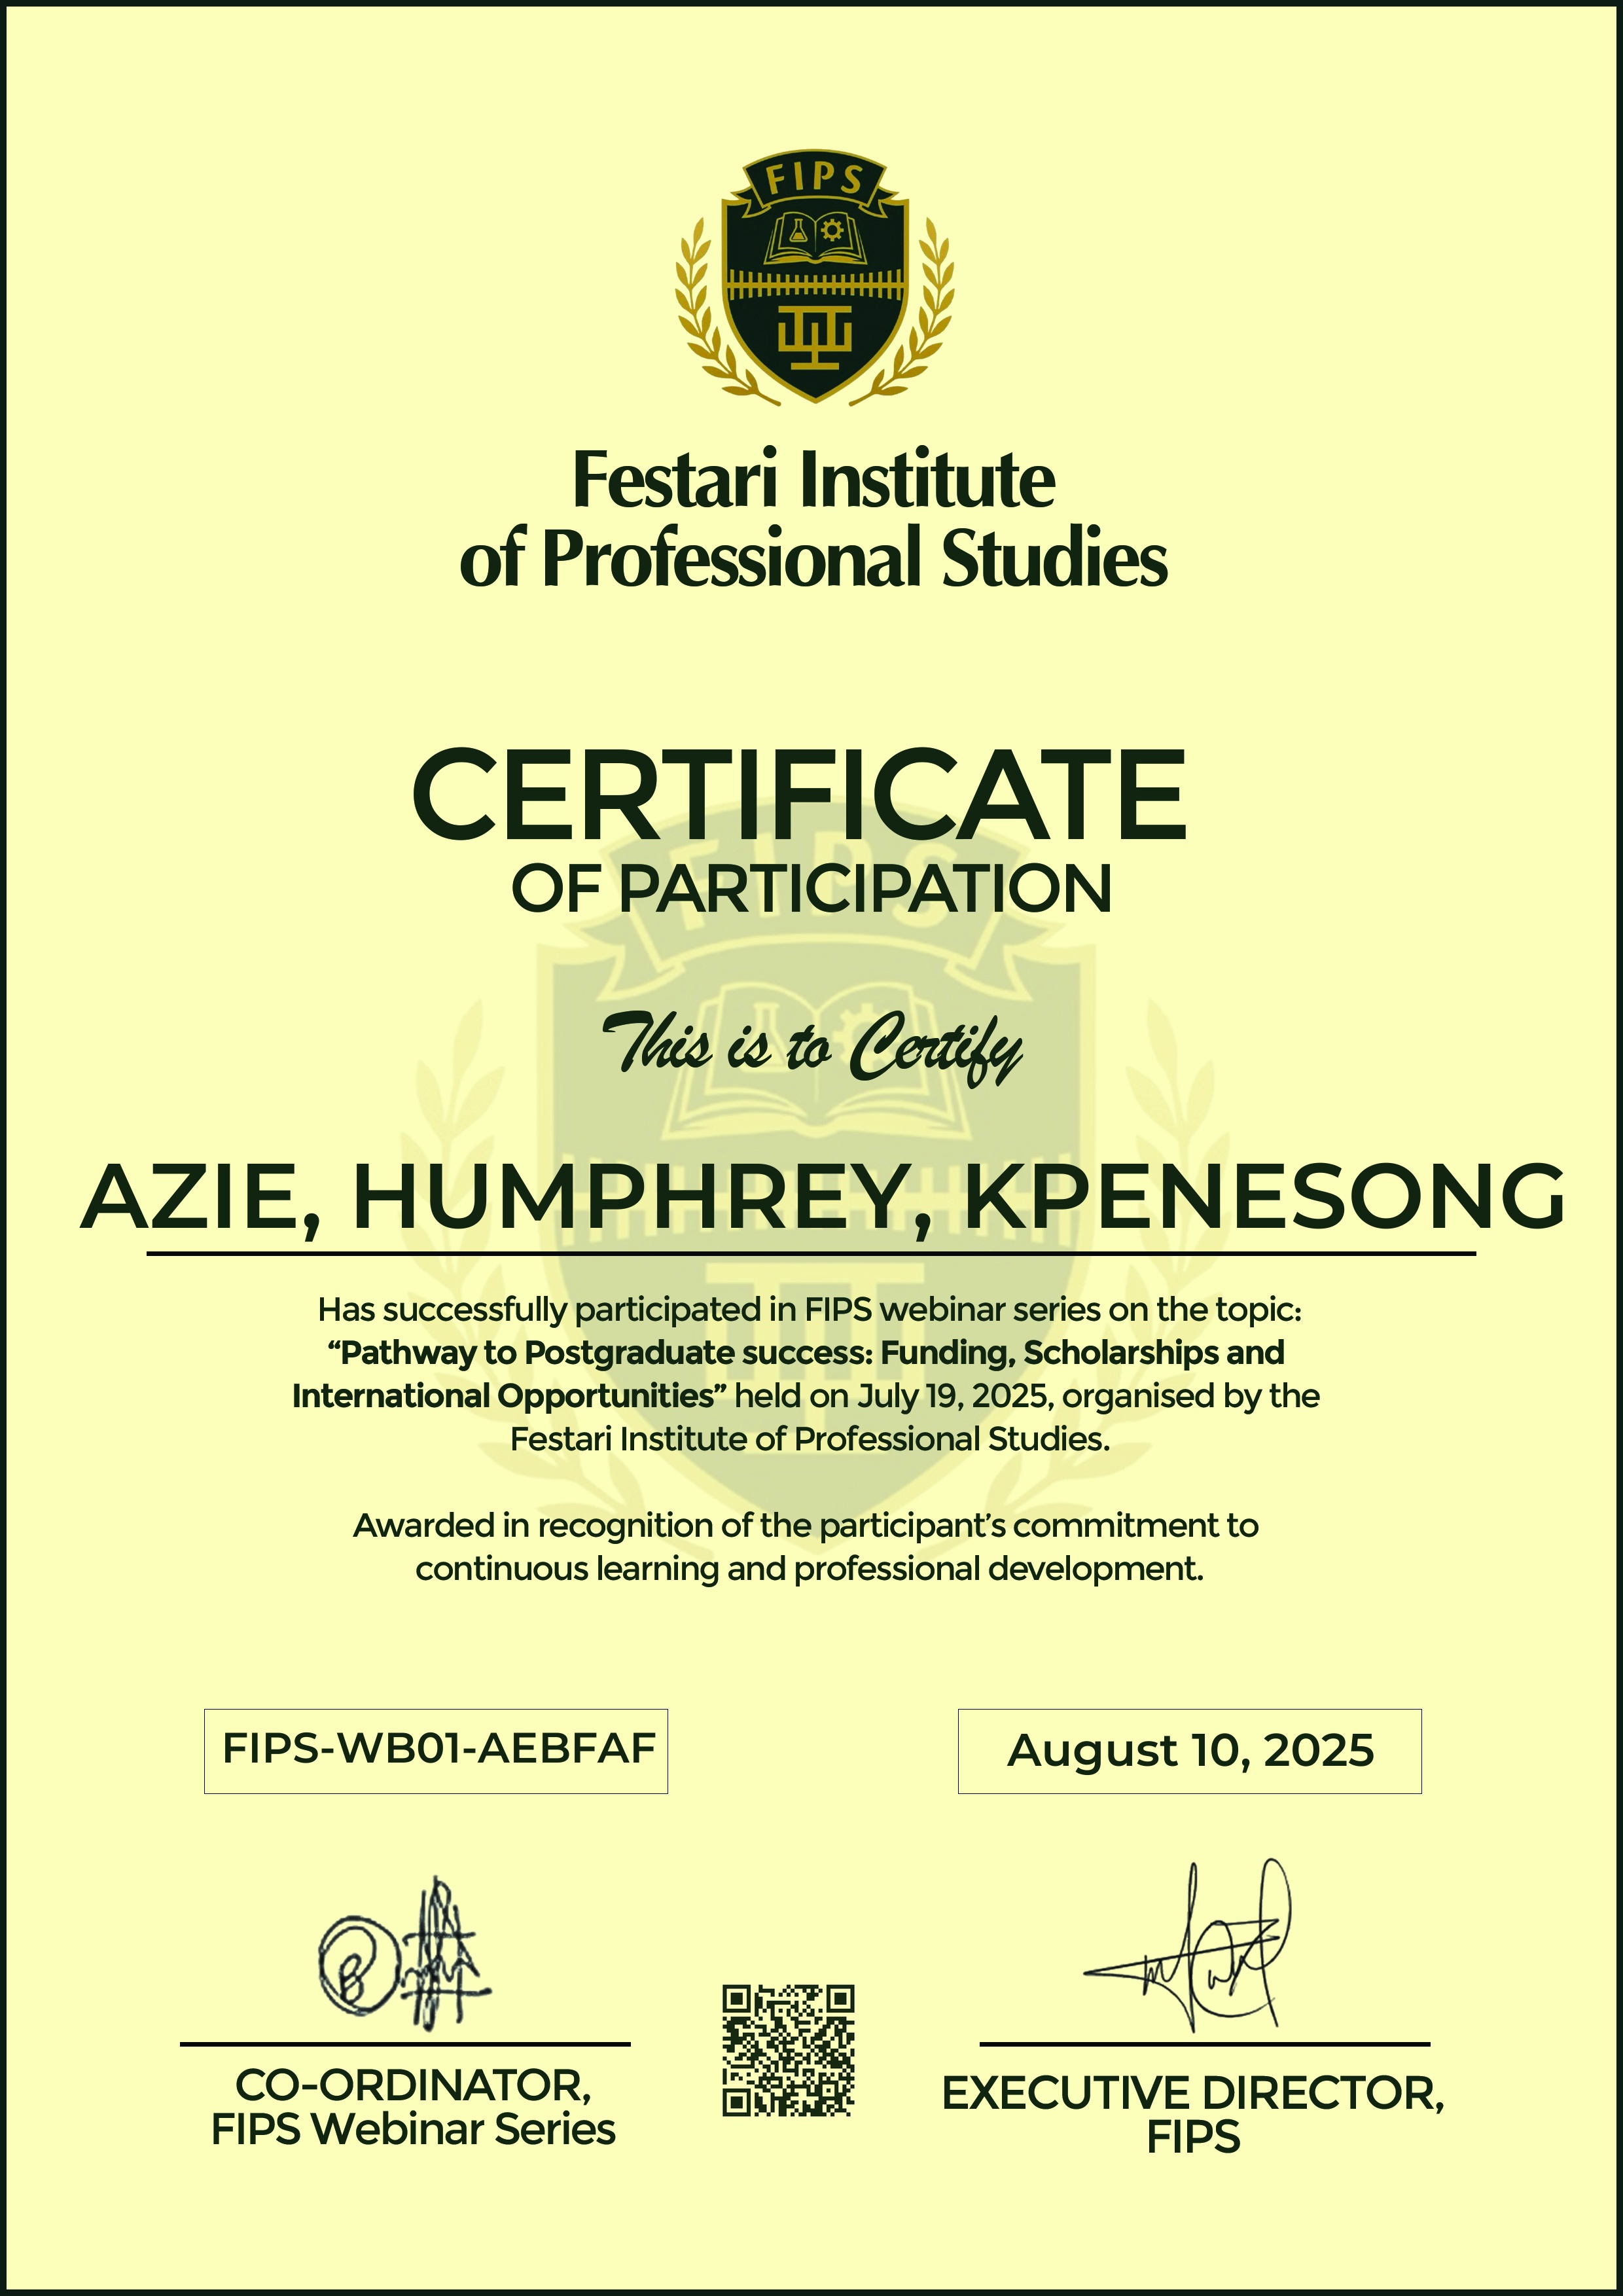 FIPS
Festari Institute
of Professional Studies
CERTIFICATE
OF PARTICIPATION
This is to Certify
AZIE, HUMPHREY, KPENESONG
Has successfully participated in FIPS webinar series on the topic:
“Pathway to Postgraduate success: Funding, Scholarships and
International Opportunities” held on July 19, 2025, organised by the
Festari Institute of Professional Studies.
Awarded in recognition of the participant’s commitment to
continuous learning and professional development.
FIPS-WB01-AEBFAF
August 10, 2025
CO-ORDINATOR,
FIPS Webinar Series
EXECUTIVE DIRECTOR,
FIPS